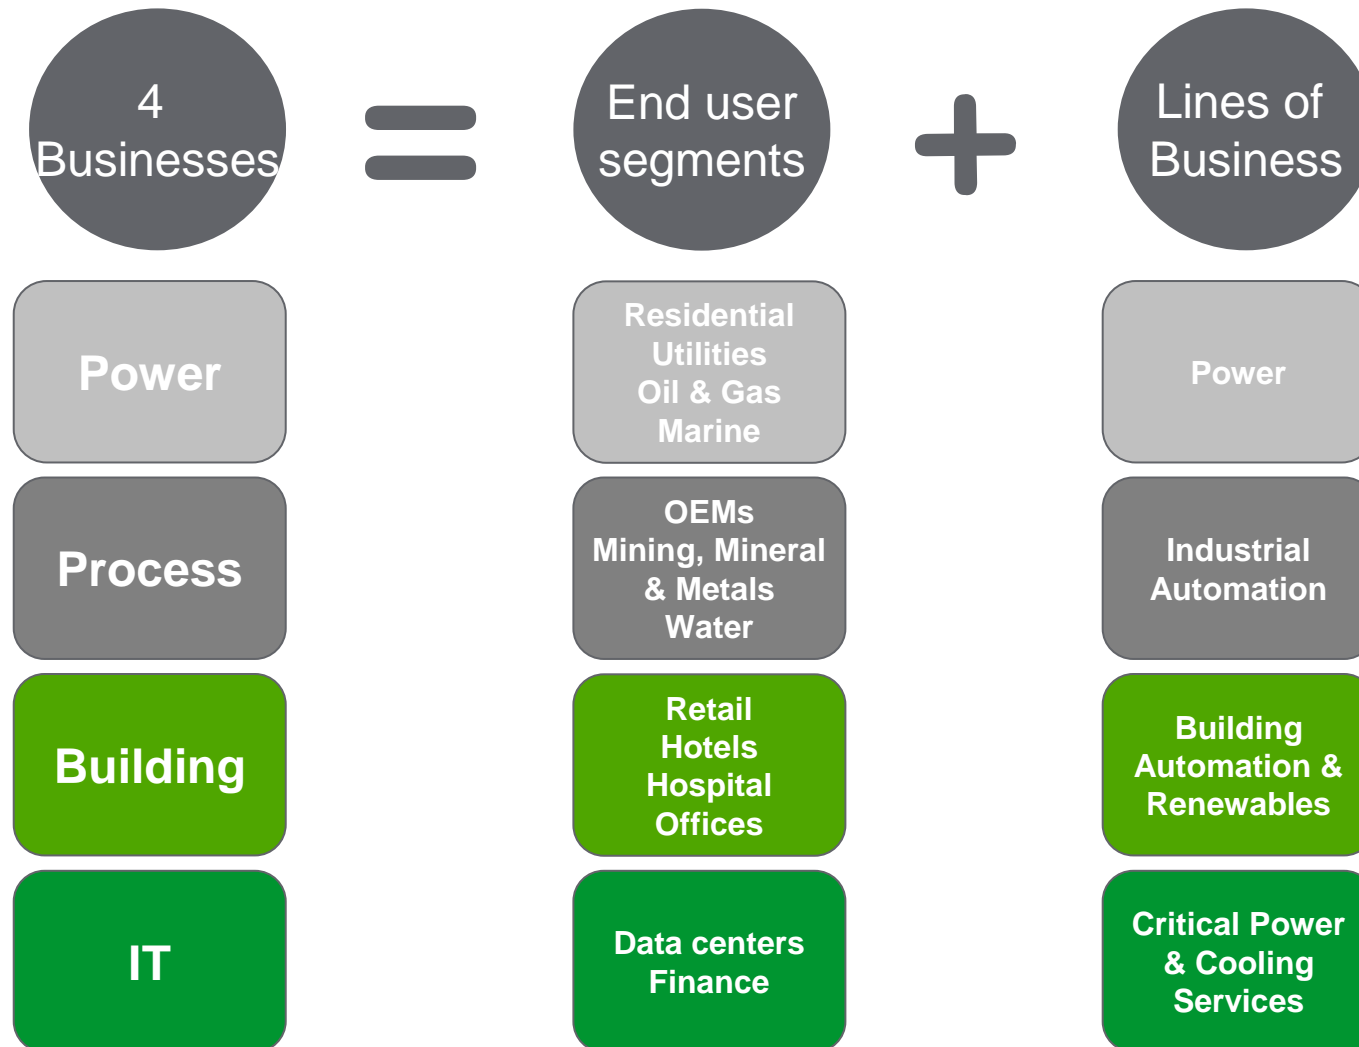 4
Businesses
=
End user
segments
+
Lines of
Business
Power
Residential
Utilities
Oil & Gas
Marine
Power
Process
OEMs
Mining, Mineral
& Metals
Water
Industrial
Automation
Building
Retail
Hotels
Hospital
Offices
Building
Automation &
Renewables
IT
Data centers
Finance
Critical Power
& Cooling
Services